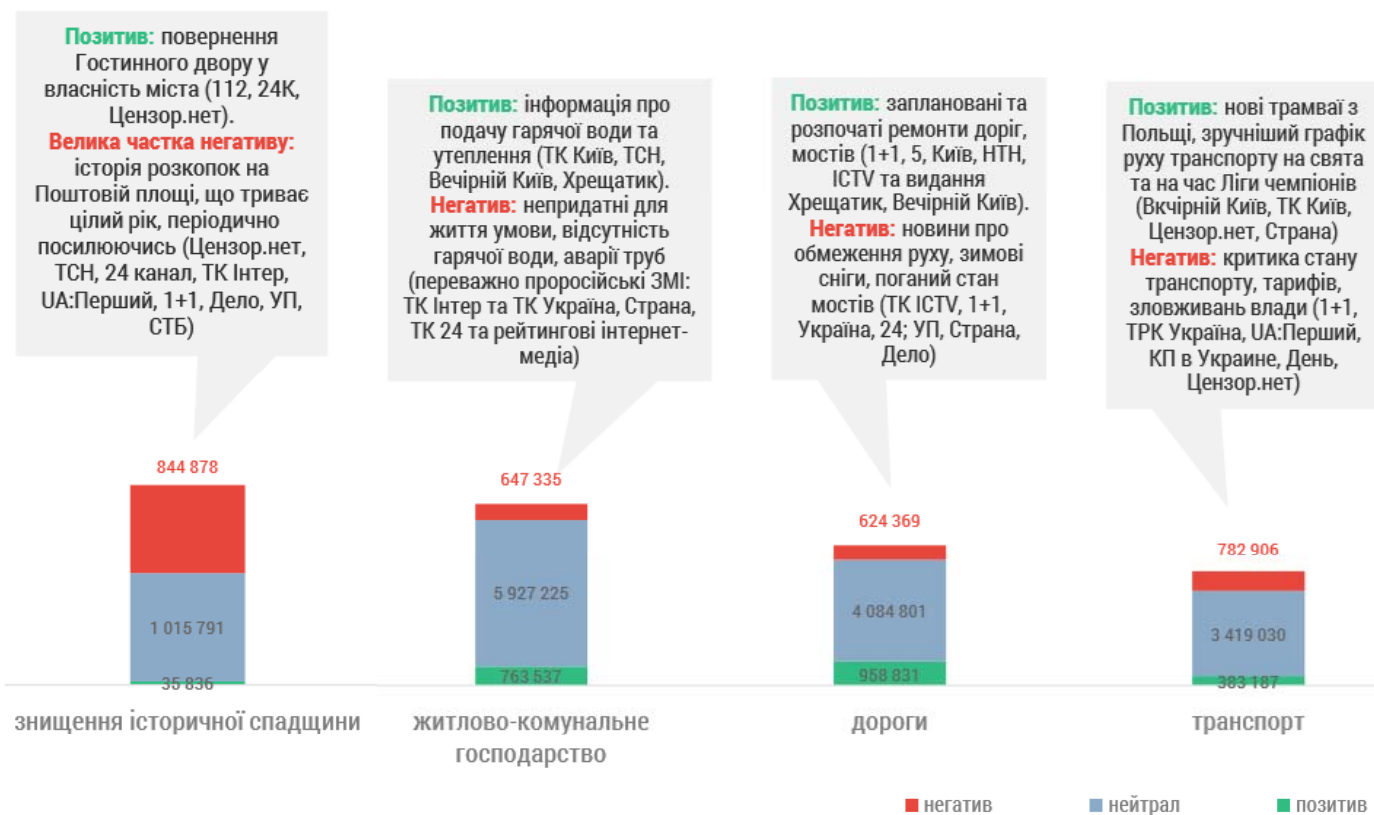 Позитив: повернення
Гостинного двору у
власність міста (112, 24К,
Цензор.нет).
Велика частка негативу:
історія розкопок на
Поштовій площі, що триває
цілий рік, періодично
посилюючись (Цензор.нет,
ТСН, 24 канал, ТК Інтер,
UA:Перший, 1+1, Дело, УП,
СТБ)
Позитив: інформація про
подачу гарячої води та
утеплення (ТК Київ, ТСН,
Вечірній Київ, Хрещатик).
Негатив: непридатні для
життя умови, відсутність
гарячої води, аварії труб
(переважно проросійські ЗМІ:
ТК Інтер та ТК Україна, Страна,
ТК 24 та рейтингові інтернет-
медіа)
Позитив: заплановані та
розпочаті ремонти доріг,
мостів (1+1, 5, Київ, НТН,
ICTV та видання
Хрещатик, Вечірній Київ).
Негатив: новини про
обмеження руху, зимові
сніги, поганий стан
мостів (ТК ICTV, 1+1,
Україна, 24; УП, Страна,
Дело)
Позитив: нові трамваї з
Польщі, зручніший графік
руху транспорту на свята
та на час Ліги чемпіонів
(Вкчірній Київ, ТК Київ,
Цензор.нет, Страна)
Негатив: критика стану
транспорту, тарифів,
зловживань влади (1+1,
ТРК Україна, UA:Перший,
КП в Украине, День,
Цензор.нет)
844 878
1 015 791
35 836
647 335
5 927 225
763 537
624 369
4 084 801
958 831
782 906
3 419 030
383 187
знищення історичної спадщини
житлово-комунальне
господарство
дороги
транспорт
негатив
нейтрал
позитив